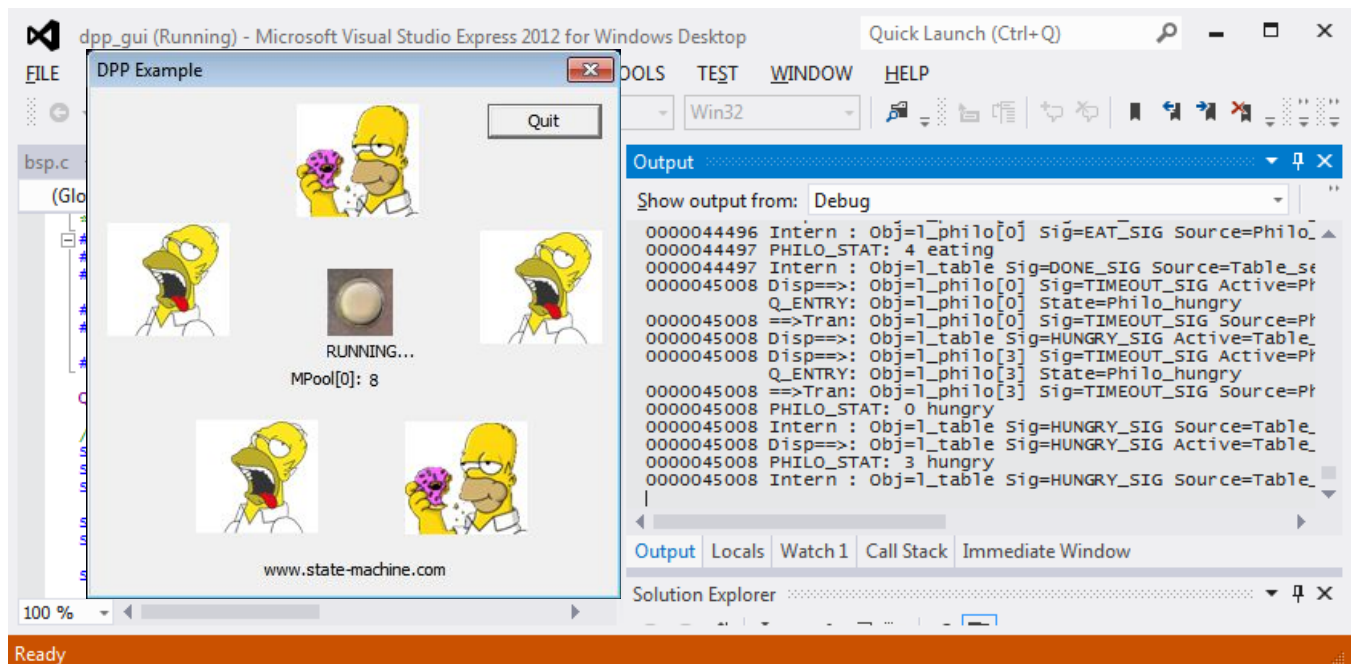 dpp_gui (Running) - Microsoft Visual Studio Express 2012 for Windows Desktop
Quick Launch (Ctrl+Q)
FILE
OOLS TEST WINDOW HELP
Win32
DPP Example
Quit
RUNNING...
MPool[0]: 8
www.state-machine.com
bsp.c
(Glo
100 %
Output
Show output from: Debug
0000044496 Intern : Obj=l_philo[0] Sig=EAT_SIG Source=Philo_
0000044497 PHILO_STAT: 4 eating
0000044497 Intern : Obj=l_table Sig=DONE_SIG Source=Table_se
0000045008 Disp==>: Obj=l_philo[0] Sig=TIMEOUT_SIG Active=Ph
Q_ENTRY: Obj=l_philo[0] State=Philo_hungry
0000045008 ==>Tran: Obj=l_philo[0] Sig=TIMEOUT_SIG Source=Ph
0000045008 Disp==>: Obj=l_table Sig=HUNGRY_SIG Active=Table_
0000045008 Disp==>: Obj=l_philo[3] Sig=TIMEOUT_SIG Active=Ph
Q_ENTRY: Obj=l_philo[3] State=Philo_hungry
0000045008 ==>Tran: Obj=l_philo[3] Sig=TIMEOUT_SIG Source=Ph
0000045008 PHILO_STAT: 0 hungry
0000045008 Intern : Obj=l_table Sig=HUNGRY_SIG Source=Table_
0000045008 Disp==>: Obj=l_table Sig=HUNGRY_SIG Active=Table_
0000045008 PHILO_STAT: 3 hungry
0000045008 Intern : Obj=l_table Sig=HUNGRY_SIG Source=Table_
Output Locals Watch 1 Call Stack Immediate Window
Solution Explorer
Ready